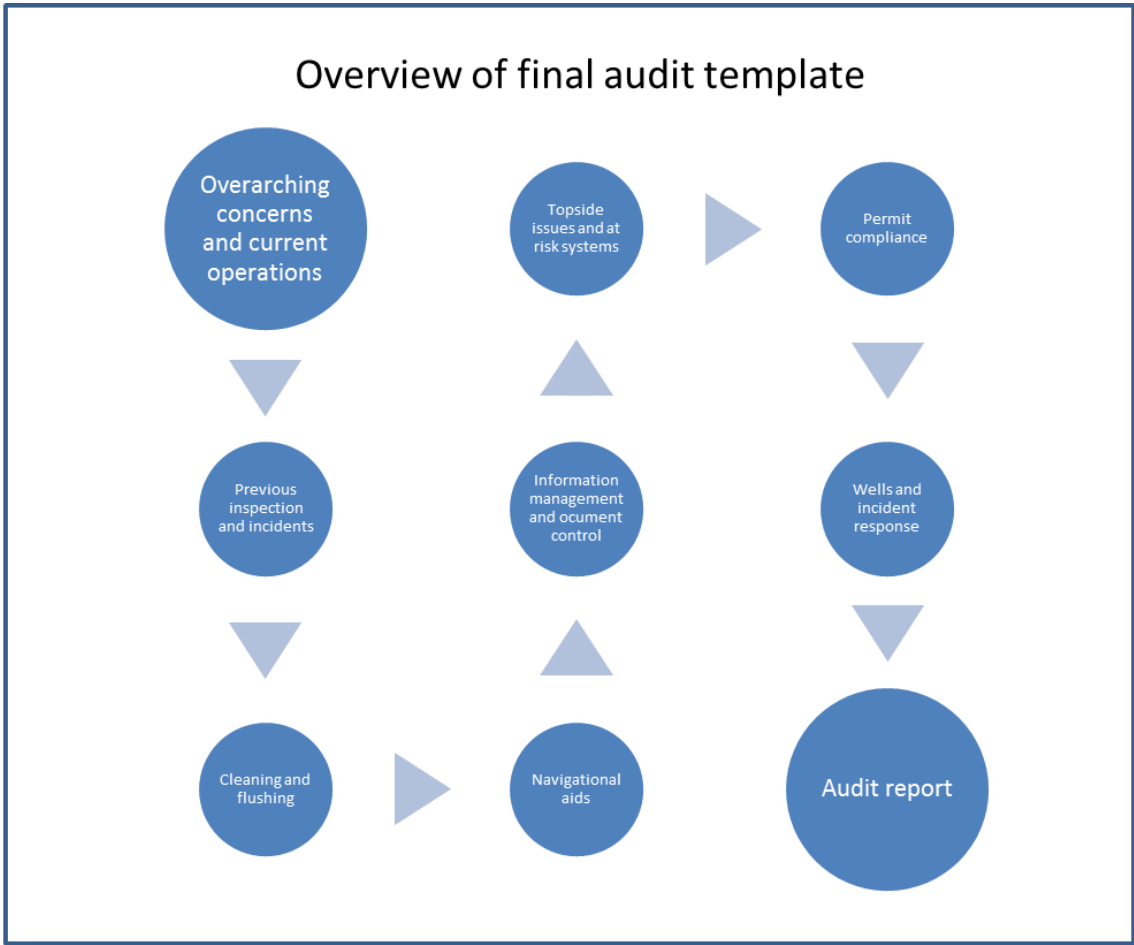 Overview of final audit template
Overarching
concerns
and current
operations
Previous
inspection
and incidents
Cleaning and
flushing
Navigational
aids
Information
management
and ocument
control
Topside
issues and at
risk systems
Permit
compliance
Wells and
incident
response
Audit report